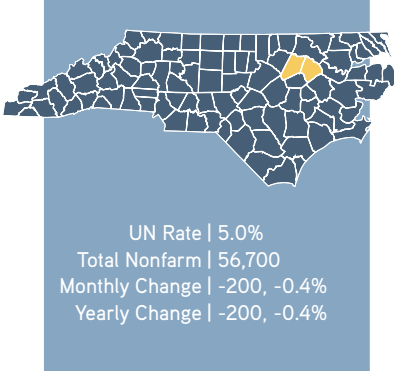 UN Rate | 5.0%
Total Nonfarm | 56,700
Monthly Change | -200, -0.4%
Yearly Change | -200, -0.4%